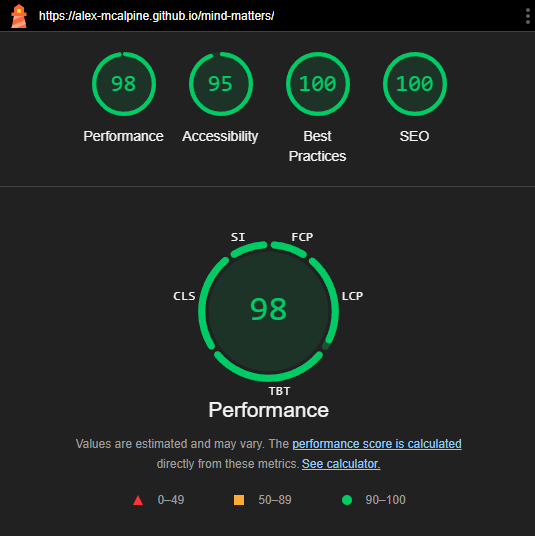 https://alex-mcalpine.github.io/mind-matters/
98 95 100 100
Performance Accessibility Best Practices SEO
SI FCP
CLS LCP
98
TBT
Performance
Values are estimated and may vary. The performance score is calculated
directly from these metrics. See calculator.
0–49 50–89 90–100